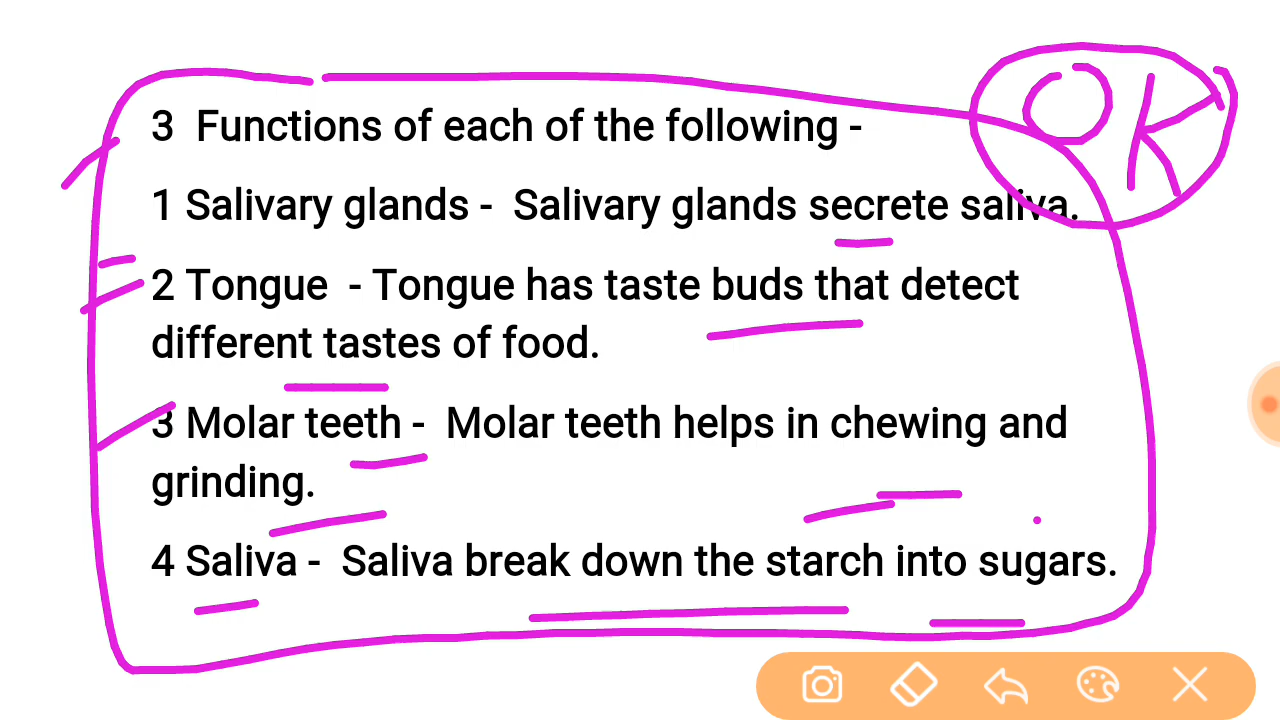 3 Functions of each of the following -
OK
1 Salivary glands - Salivary glands secrete saliva.
2 Tongue - Tongue has taste buds that detect
different tastes of food.
3 Molar teeth - Molar teeth helps in chewing and
grinding.
4 Saliva - Saliva break down the starch into sugars.